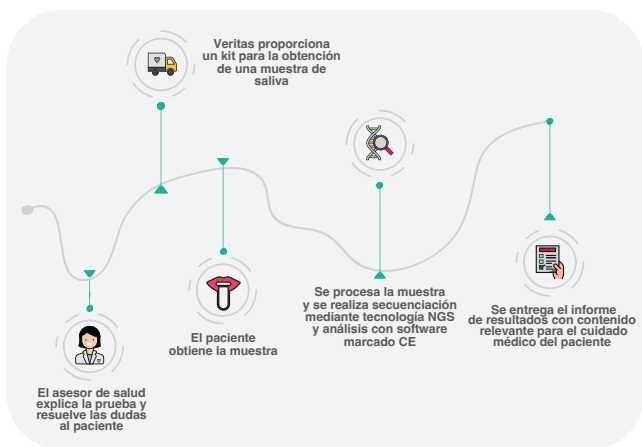 El asesor de salud
explica la prueba y
resuelve las dudas
al paciente
Veritas proporciona
un kit para la obtención
de una muestra de
saliva
El paciente
obtiene la muestra
Se procesa la muestra
y se realiza secuenciación
mediante tecnología NGS
y análisis con software
marcado CE
Se entrega el informe
de resultados con contenido
relevante para el cuidado
médico del paciente